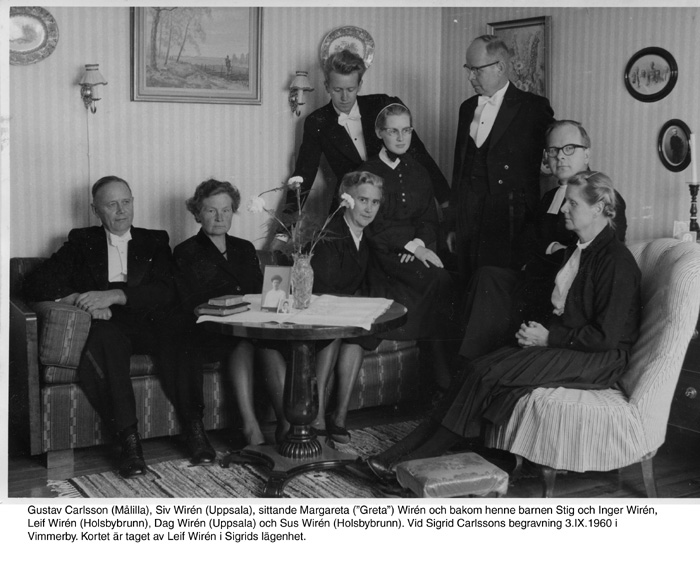 Gustav Carlsson (Målilla), Siv Wirén (Uppsala), sittande Margareta ("Greta") Wirén och bakom henne barnen Stig och Inger Wirén,
Leif Wirén (Holsbybrunn), Dag Wirén (Uppsala) och Sus Wirén (Holsbybrunn). Vid Sigrid Carlssons begravning 3.IX.1960 i
Vimmerby. Kortet är taget av Leif Wirén i Sigrids lägenhet.